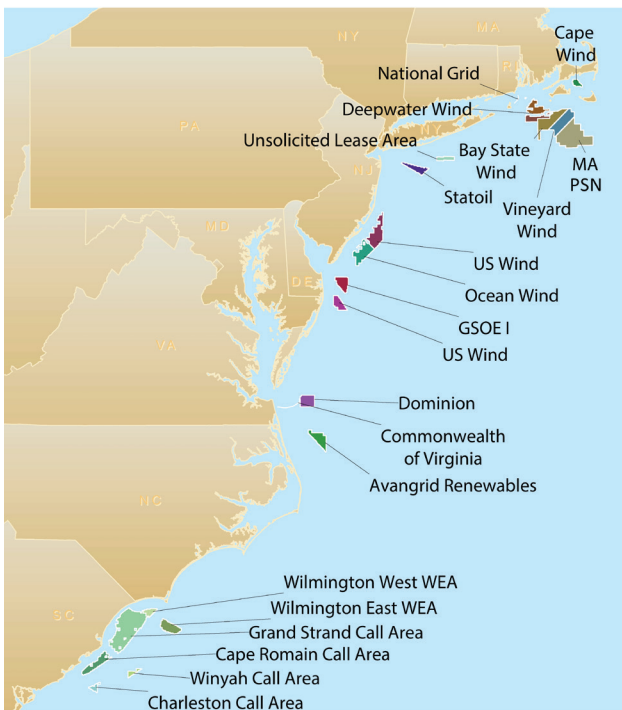 NY
MA
Cape
Wind
RI
National Grid
Deepwater Wind
PA
Unsolicited Lease Area
NJ
Bay State
Wind
MA
PSN
Statoil
Vineyard
Wind
MD
US Wind
DE
Ocean Wind
GSOE I
US Wind
VA
Dominion
Commonwealth
of Virginia
Avangrid Renewables
NC
Wilmington West WEA
Wilmington East WEA
SC
Grand Strand Call Area
Cape Romain Call Area
Winyah Call Area
Charleston Call Area